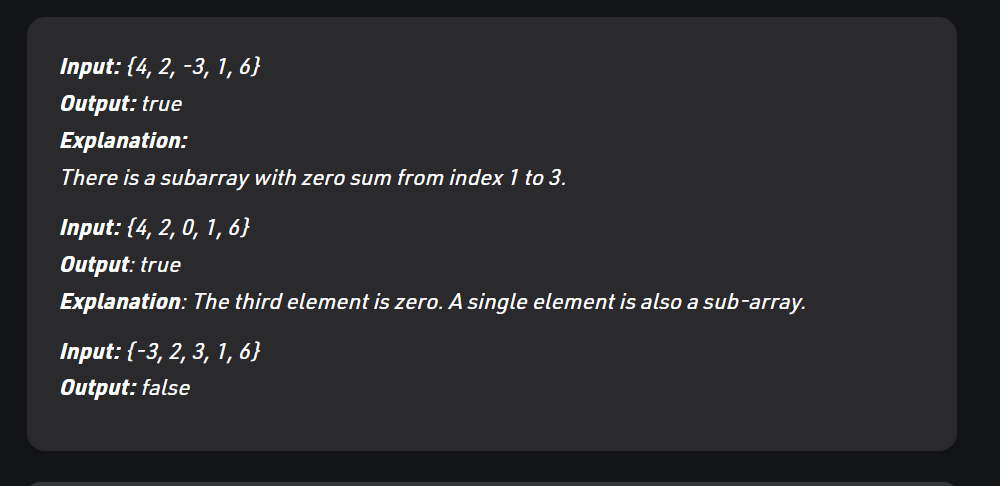 Input: {4, 2, -3, 1, 6}
Output: true
Explanation:
There is a subarray with zero sum from index 1 to 3.
Input: {4, 2, 0, 1, 6}
Output: true
Explanation: The third element is zero. A single element is also a sub-array.
Input: {-3, 2, 3, 1, 6}
Output: false